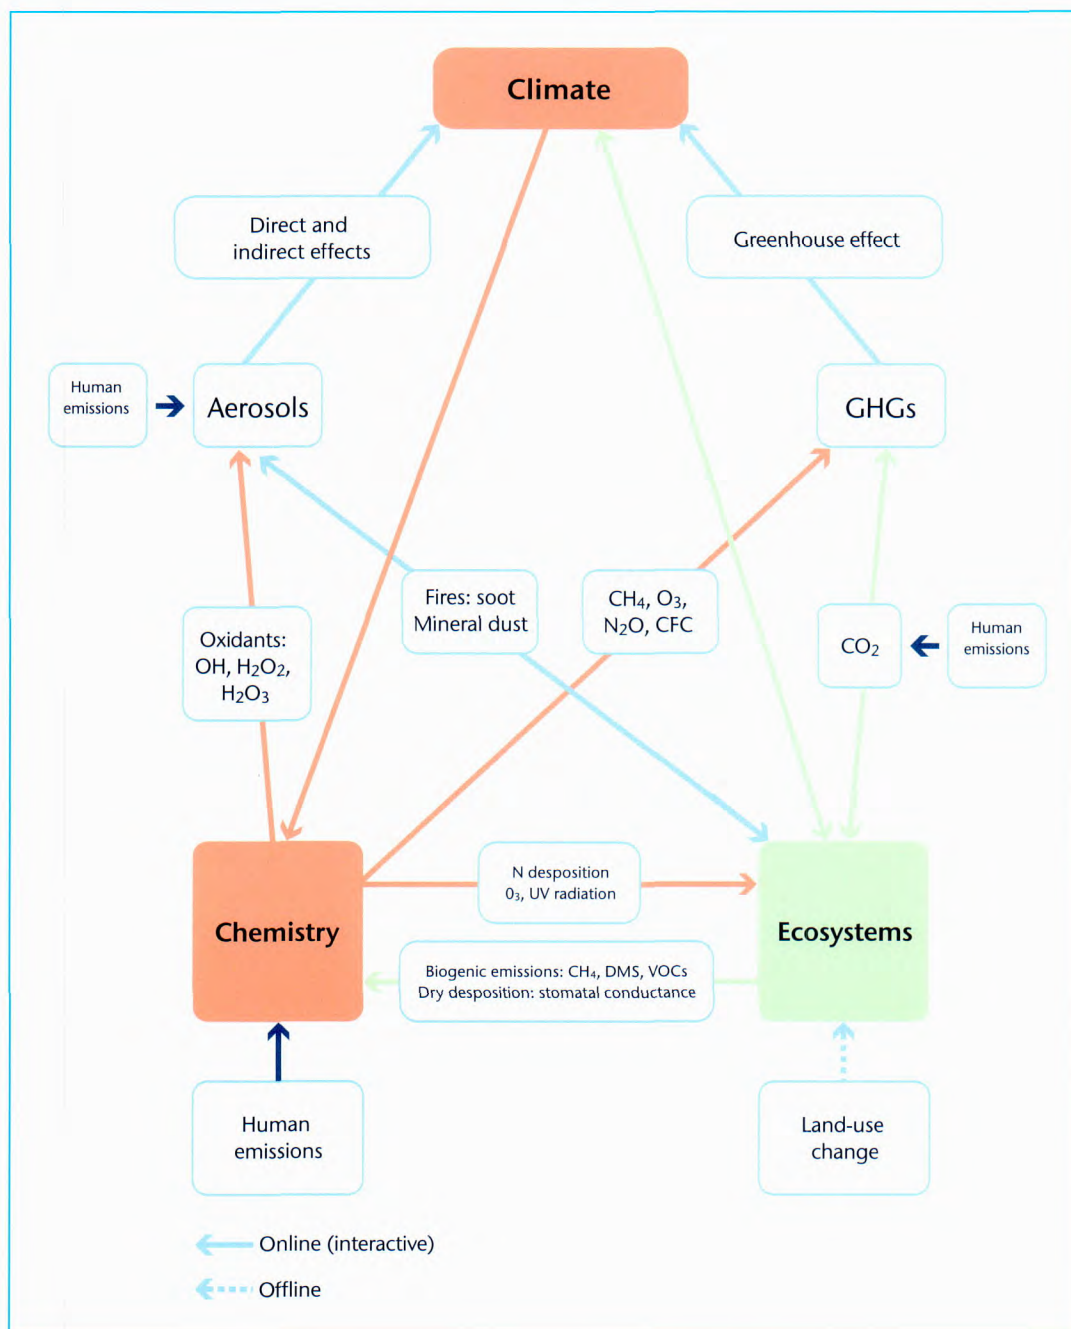 Climate
Direct and
indirect effects
Greenhouse effect
Human
emissions
Aerosols
GHGs
Fires: soot
Mineral dust
CH₄, O₃,
N₂O, CFC
Oxidants:
OH, H₂O₂,
H₂O₃
CO₂
Human
emissions
N desposition
0₃, UV radiation
Chemistry
Ecosystems
Biogenic emissions: CH₄, DMS, VOCs
Dry desposition: stomatal conductance
Human
emissions
Land-use
change
Online (interactive)
Offline